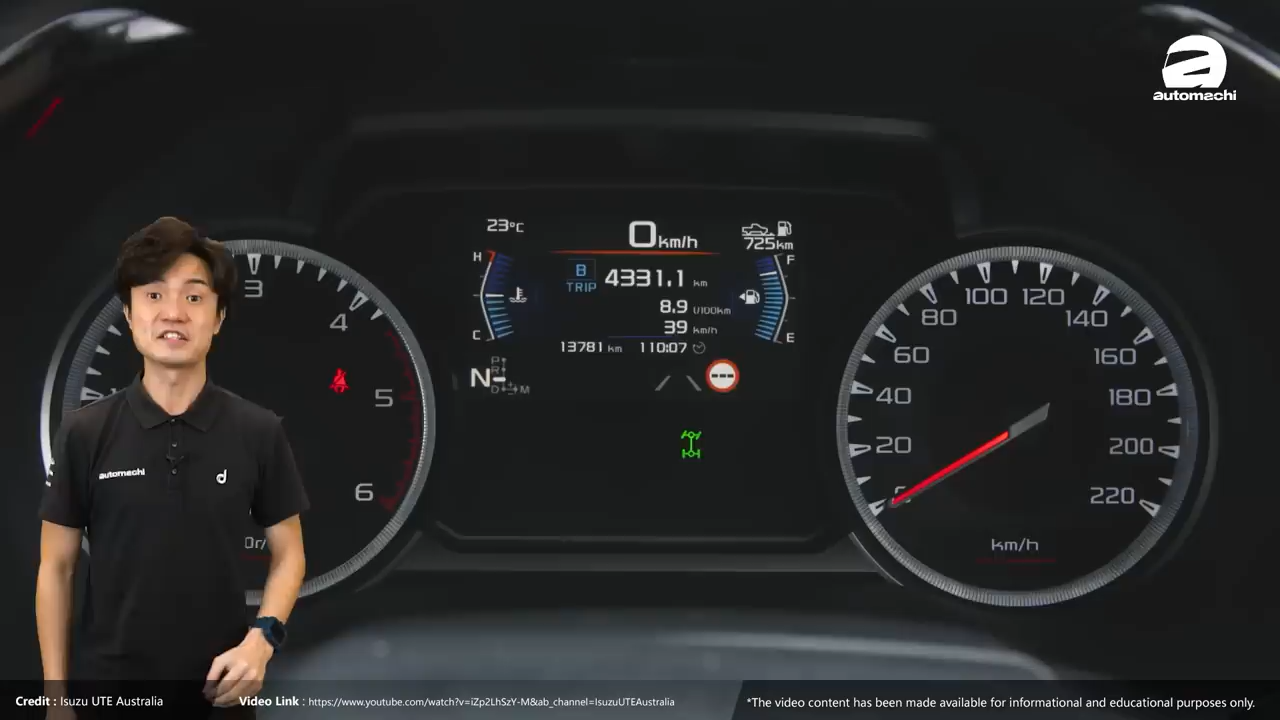 automachi
23°C
0km/h
725km
H
F
B
TRIP
4331.1 km
8.9 l/100km
39 km/h
C
E
13781 km 110:07
P
R
N
D
M
3
4
5
6
0
20
40
60
80
100
120
140
160
180
200
220
km/h
automachi
d
Credit : Isuzu UTE Australia
Video Link : https://www.youtube.com/watch?v=iZp2LhSzY-M&ab_channel=IsuzuUTEAustralia
*The video content has been made available for informational and educational purposes only.